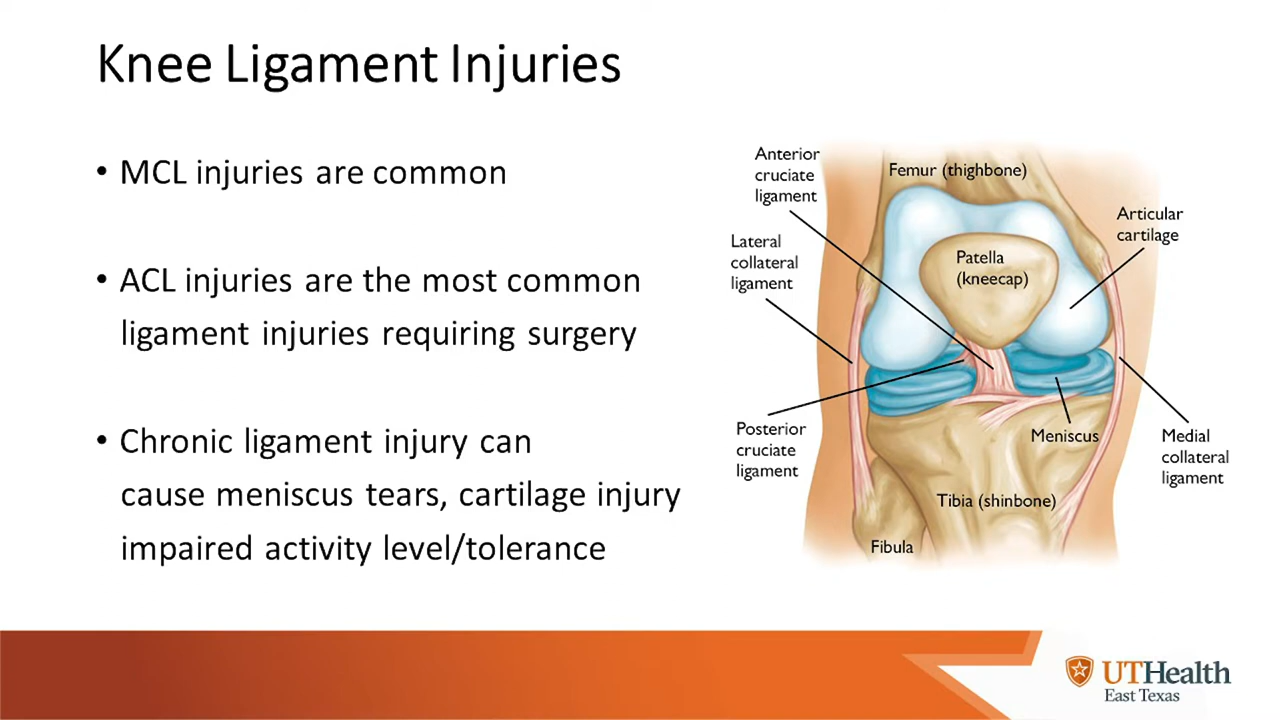 Knee Ligament Injuries
• MCL injuries are common
• ACL injuries are the most common
ligament injuries requiring surgery
• Chronic ligament injury can
cause meniscus tears, cartilage injury
impaired activity level/tolerance
Anterior
cruciate
ligament
Femur (thighbone)
Articular
cartilage
Lateral
collateral
ligament
Patella
(kneecap)
Posterior
cruciate
ligament
Meniscus
Medial
collateral
ligament
Tibia (shinbone)
Fibula
UTHealth
East Texas